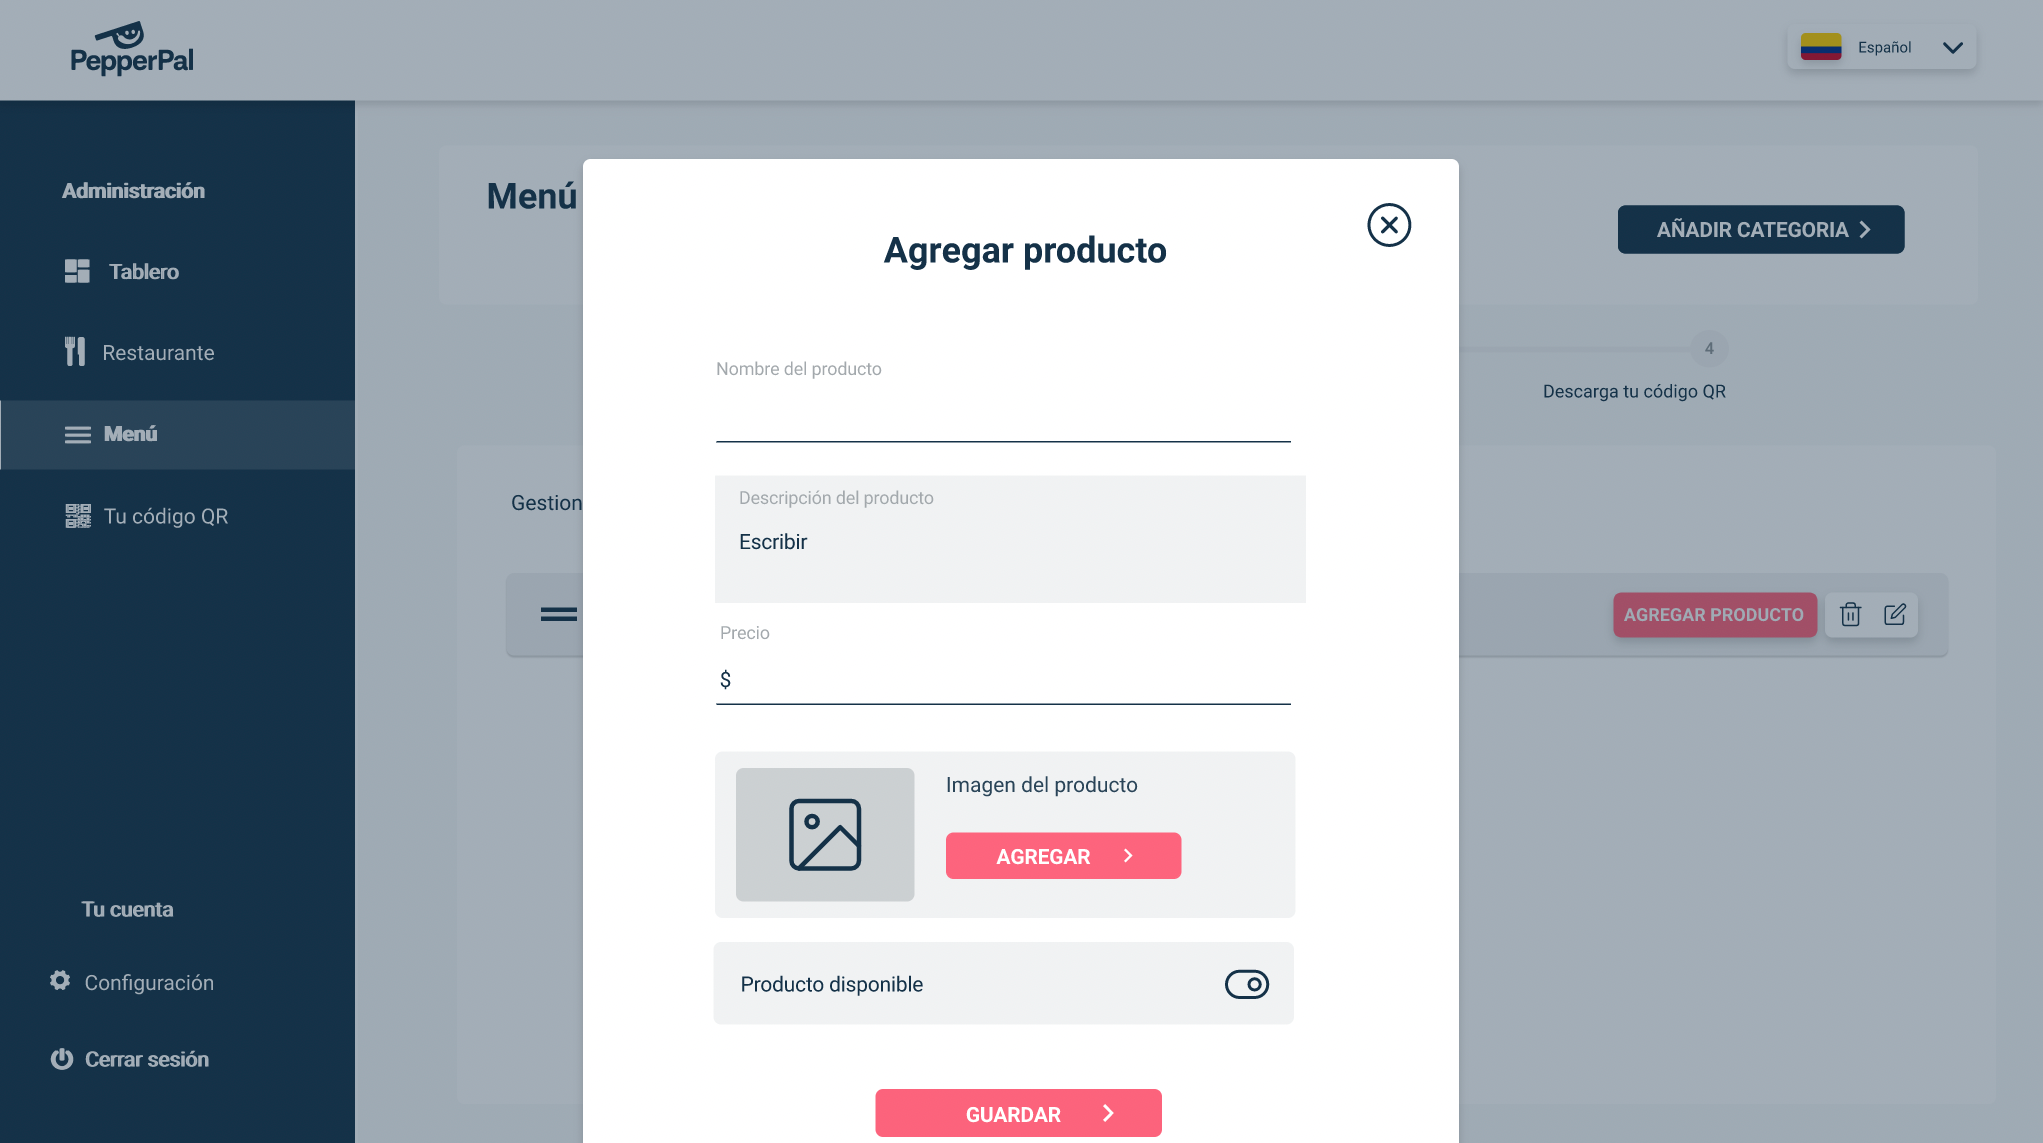 PepperPal
Español
Administración
Tablero
Restaurante
Menú
Tu código QR
Tu cuenta
Configuración
Cerrar sesión
Menú
AÑADIR CATEGORIA
4
Descarga tu código QR
Gestion
AGREGAR PRODUCTO
Agregar producto
Nombre del producto
Descripción del producto
Escribir
Precio
$
Imagen del producto
AGREGAR
Producto disponible
GUARDAR